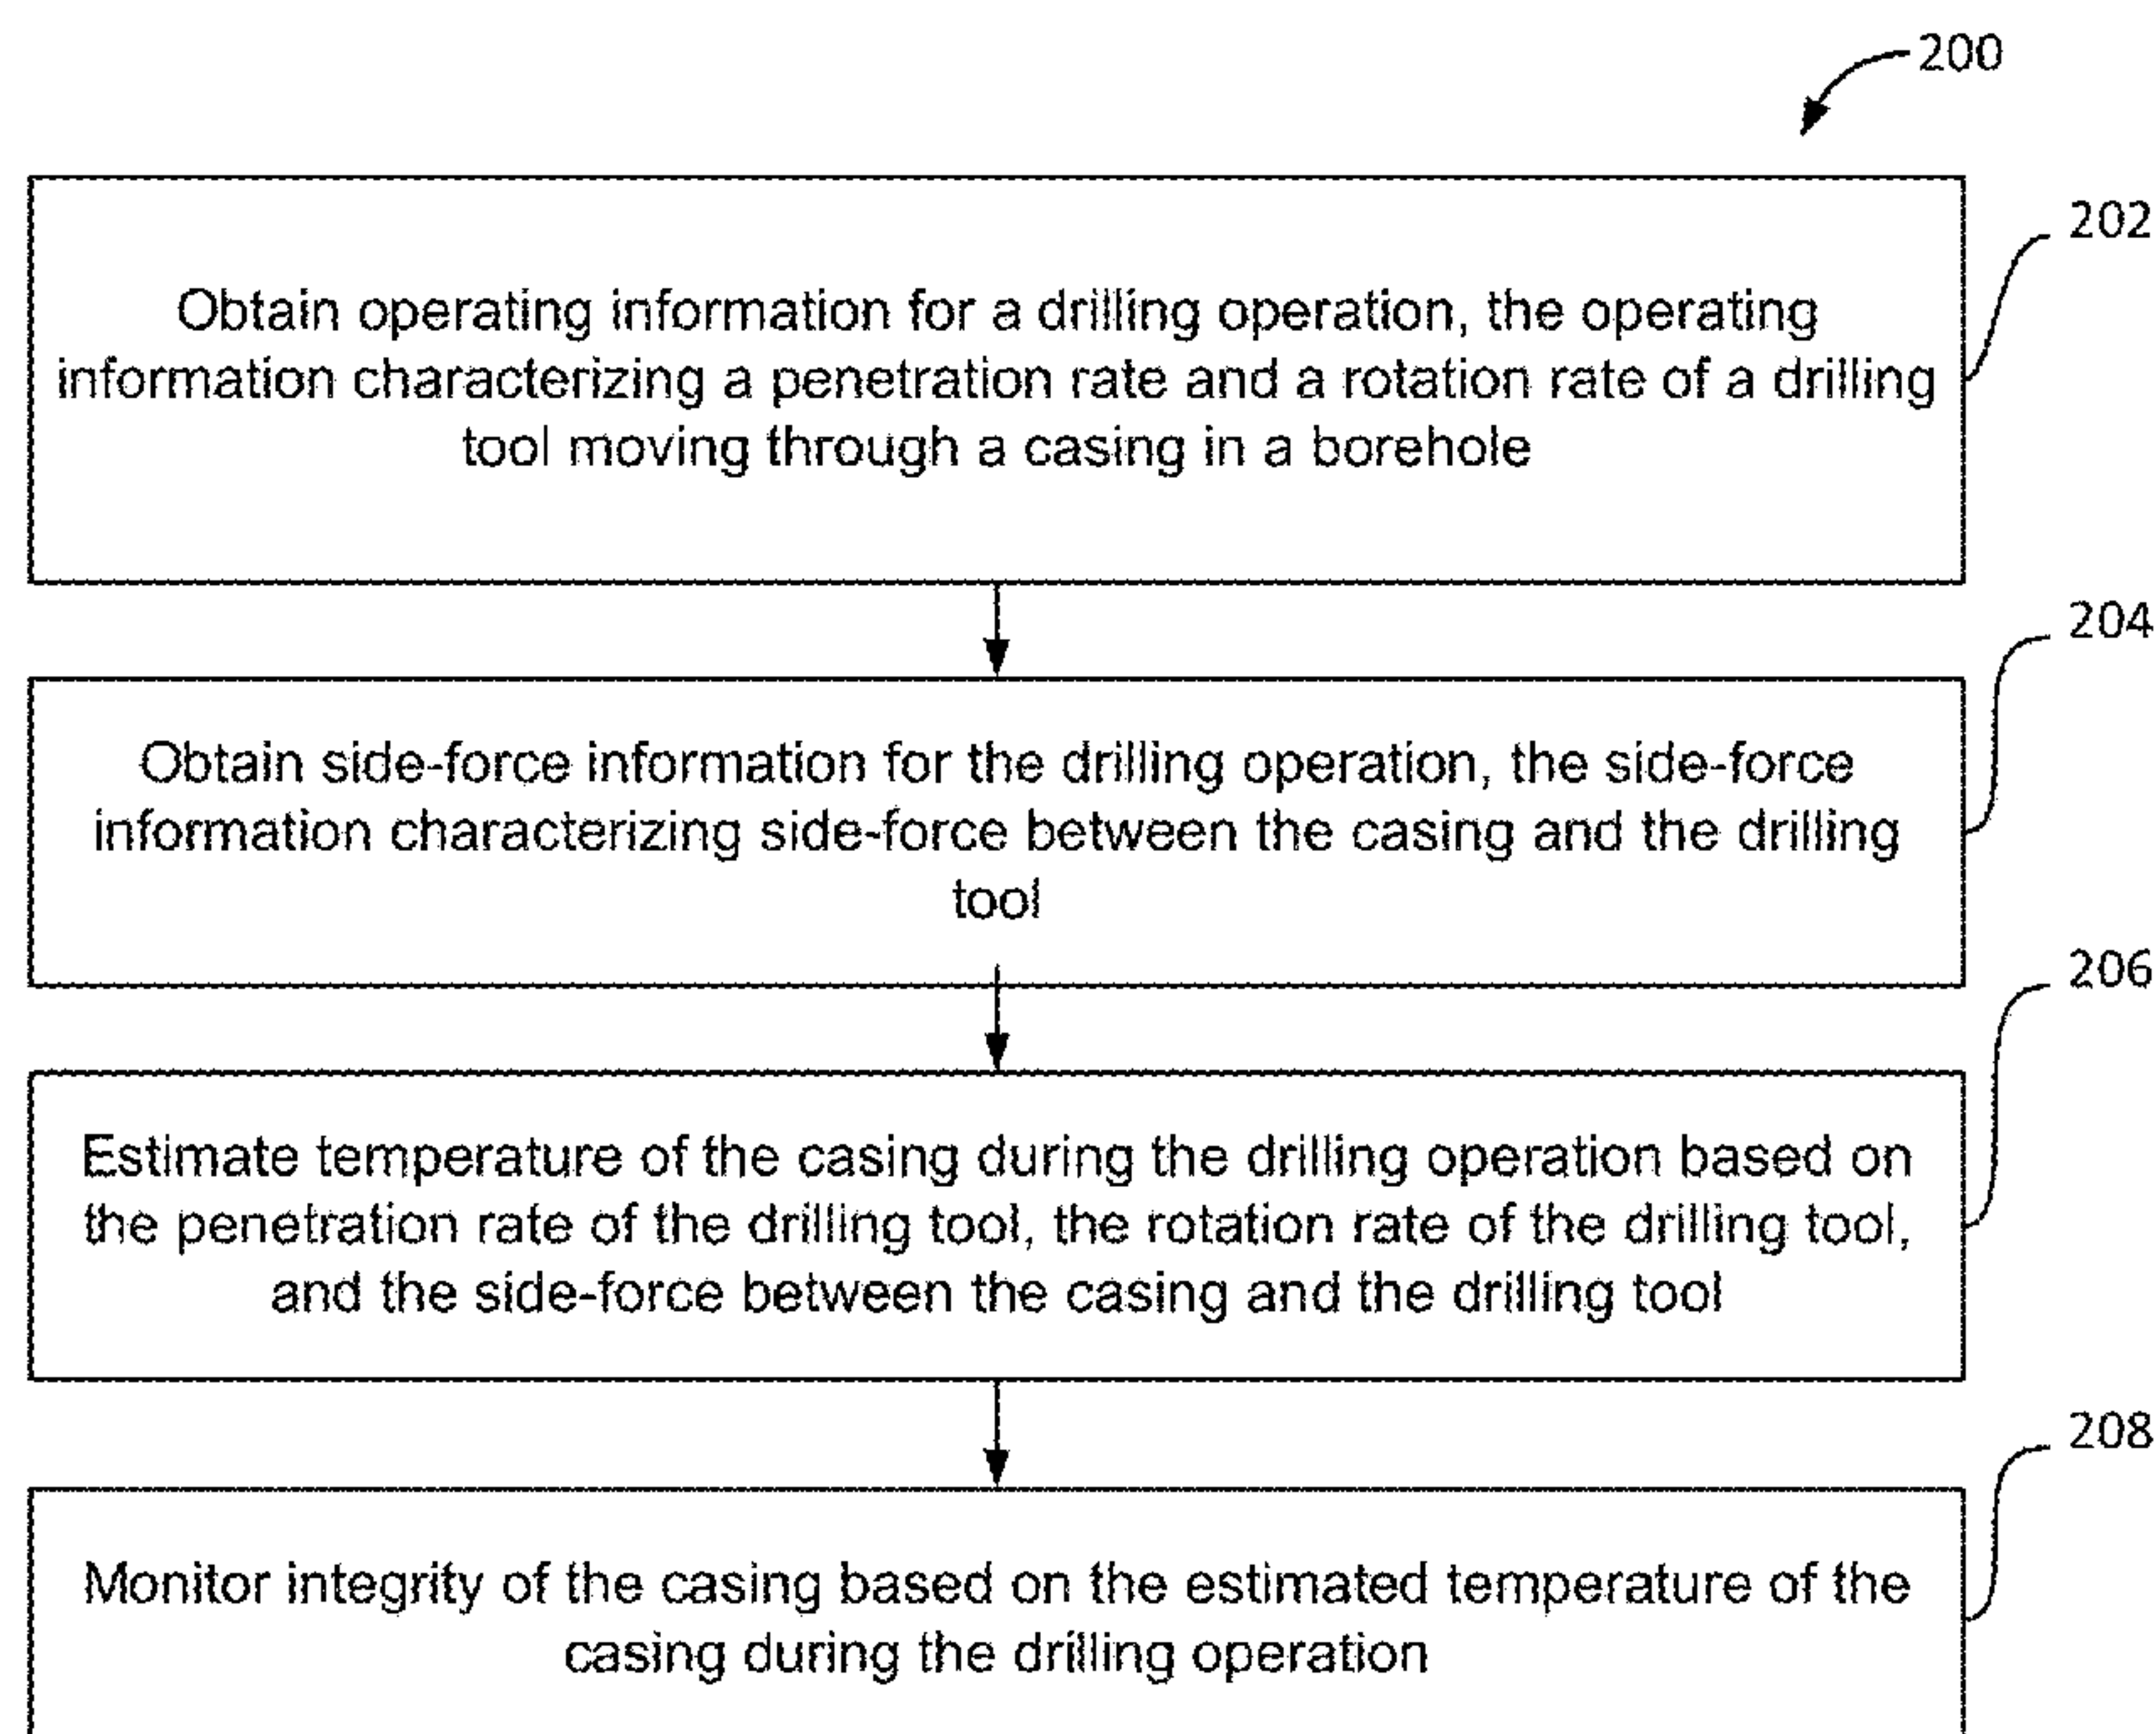 200
202
Obtain operating information for a drilling operation, the operating
information characterizing a penetration rate and a rotation rate of a drilling
tool moving through a casing in a borehole
204
Obtain side-force information for the drilling operation, the side-force
information characterizing side-force between the casing and the drilling
tool
206
Estimate temperature of the casing during the drilling operation based on
the penetration rate of the drilling tool, the rotation rate of the drilling tool,
and the side-force between the casing and the drilling tool
208
Monitor integrity of the casing based on the estimated temperature of the
casing during the drilling operation